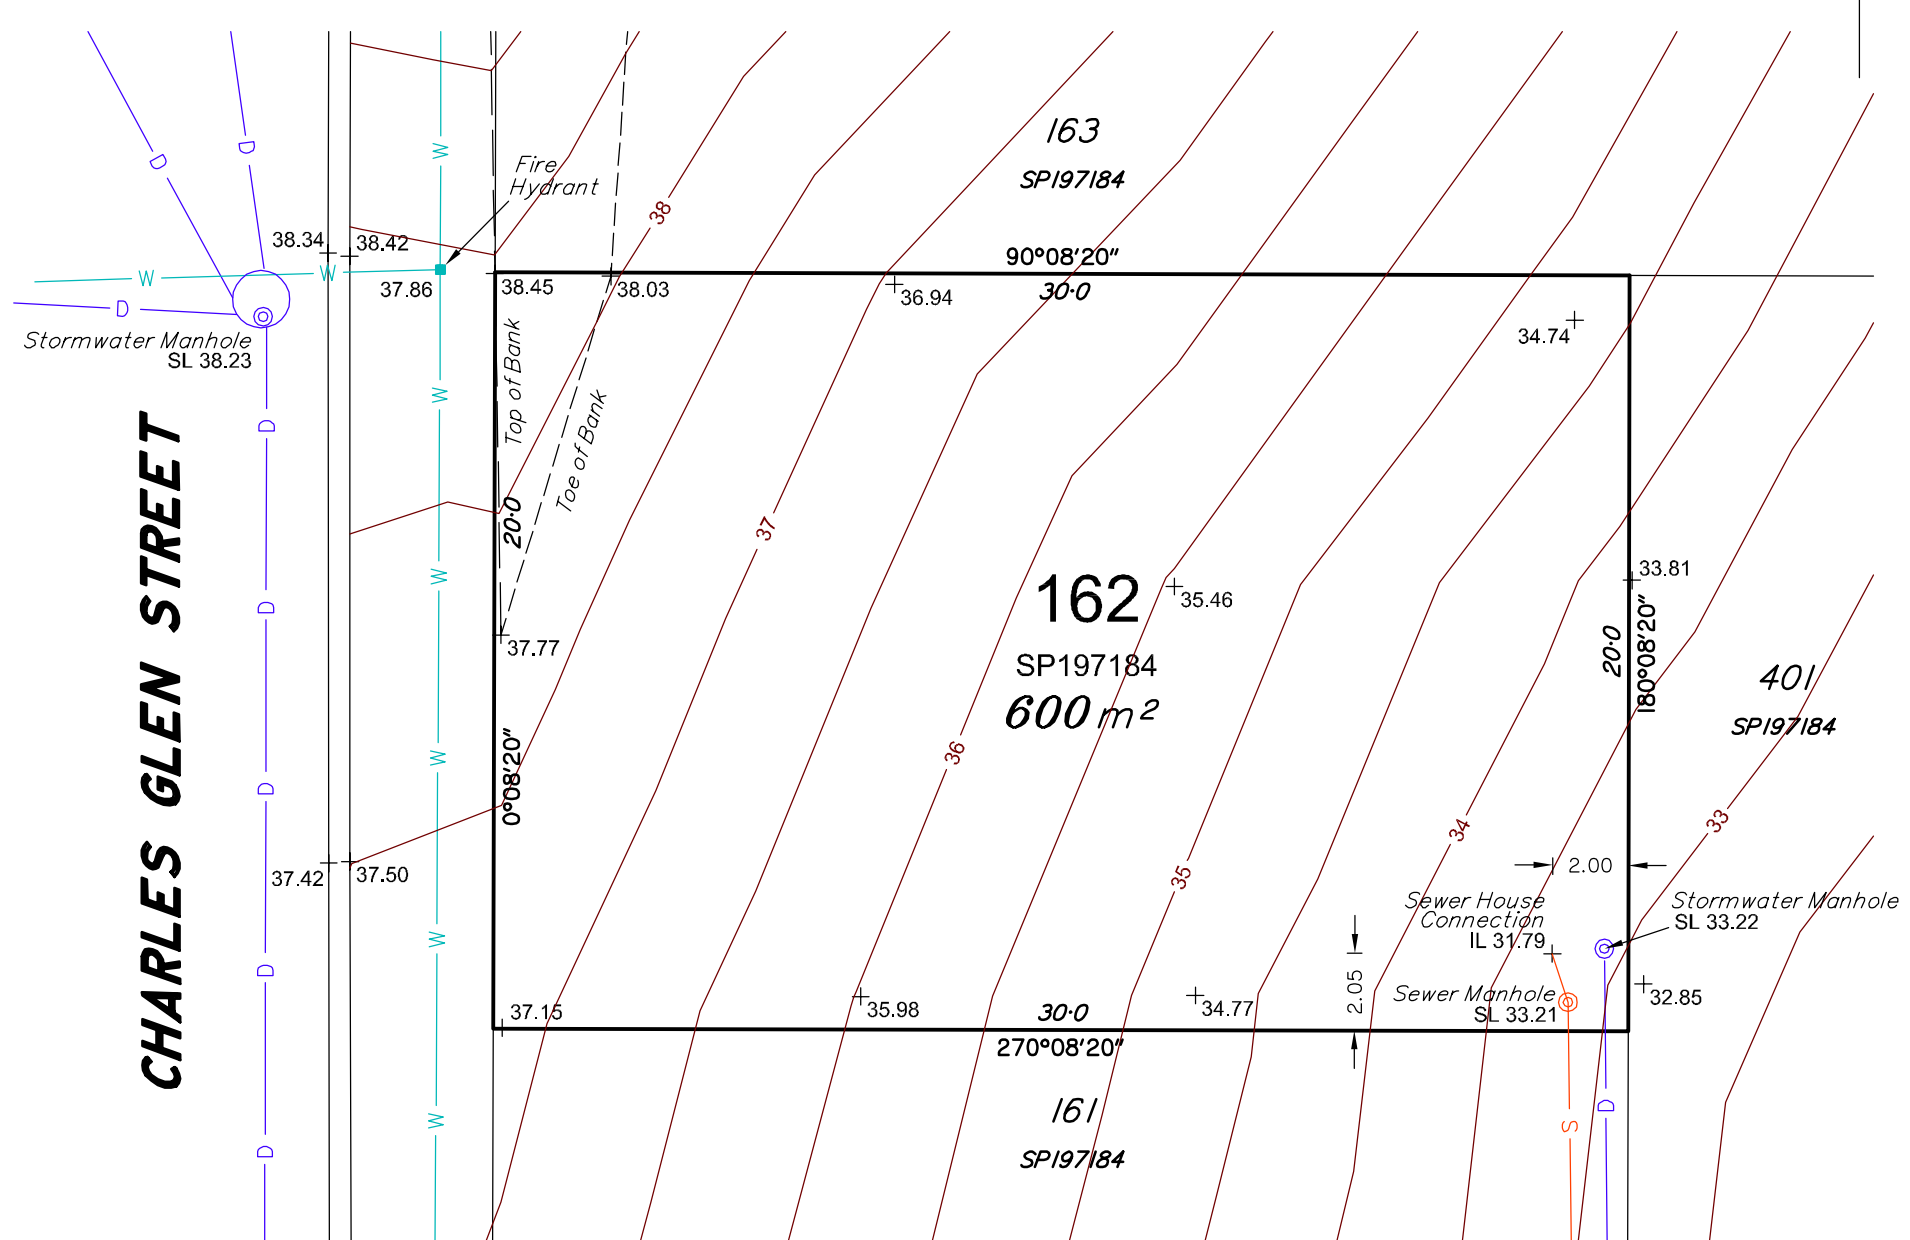 163
SP197184
W
D
D
Fire
Hydrant
38
38.34
38.42
90°08'20"
W
W
37.86
38.45
38.03
36.94
30·0
D
34.74
Stormwater Manhole
SL 38.23
W
D
Top of Bank
Toe of Bank
20·0
37
CHARLES GLEN STREET
W
D
162
35.46
33.81
37.77
SP197184
600 m²
20·0
180°08'20"
401
SP197184
0°08'20"
W
D
36
34
33
37.42
37.50
35
2.00
Sewer House
Connection
IL 31.79
Stormwater Manhole
SL 33.22
W
D
2.05
Sewer Manhole
SL 33.21
32.85
37.15
35.98
34.77
30·0
270°08'20"
161
SP197184
W
D
S
D